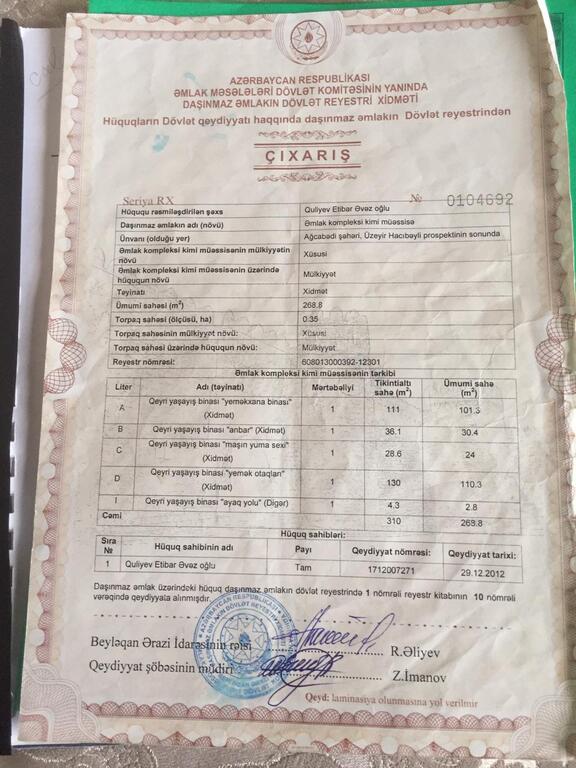 AZƏRBAYCAN RESPUBLİKASI
ƏMLAK MƏSƏLƏLƏRİ DÖVLƏT KOMİTƏSİNİN YANINDA
DAŞINMAZ ƏMLAKIN DÖVLƏT REYESTRİ XİDMƏTİ
Hüquqların Dövlət qeydiyyatı haqqında daşınmaz əmlakın Dövlət reyestrindən
ÇIXARIŞ
Seriya RX № 0104692
Hüququ rəsmiləşdirilən şəxs Quliyev Etibar Əvəz oğlu
Daşınmaz əmlakın adı (növü) Əmlak kompleksi kimi müəssisə
Ünvanı (olduğu yer) Ağcabədi şəhəri, Üzeyir Hacıbəyli prospektinin sonunda
Əmlak kompleksi kimi müəssisənin mülkiyyətin növü Xüsusi
Əmlak kompleksi kimi müəssisənin üzərində hüququn növü Mülkiyyət
Təyinatı Xidmət
Ümumi sahəsi (m²) 268.8
Torpaq sahəsi (ölçüsü, ha) 0.35
Torpaq sahəsinin mülkiyyət növü: Xüsusi
Torpaq sahəsi üzərində hüququn növü: Mülkiyyət
Reyestr nömrəsi: 608013000392-12301
Əmlak kompleksi kimi müəssisənin tərkibi
Liter Adı (təyinatı) Mərtəbəliyi Tikintialtı sahə (m²) Ümumi sahə (m²)
A Qeyri yaşayış binası "yeməkxana binası" (Xidmət) 1 111 101.3
B Qeyri yaşayış binası "anbar" (Xidmət) 1 36.1 30.4
C Qeyri yaşayış binası "maşın yuma sexi" (Xidmət) 1 28.6 24
D Qeyri yaşayış binası "yemək otaqları" (Xidmət) 1 130 110.3
I Qeyri yaşayış binası "ayaq yolu" (Digər) 1 4.3 2.8
Cəmi 310 268.8
Hüquq sahibləri:
Sıra № Hüquq sahibinin adı Payı Qeydiyyat nömrəsi: Qeydiyyat tarixi:
1 Quliyev Etibar Əvəz oğlu Tam 1712007271 29.12.2012
Daşınmaz əmlak üzərindəki hüquq daşınmaz əmlakın dövlət reyestrində 1 nömrəli reyestr kitabının 10 nömrəli
vərəqində qeydiyyata alınmışdır.
Beyləqan Ərazi İdarəsinin rəisi R.Əliyev
Qeydiyyat şöbəsinin müdiri Z.İmanov
Qeyd: laminasiya olunmasına yol verilmir